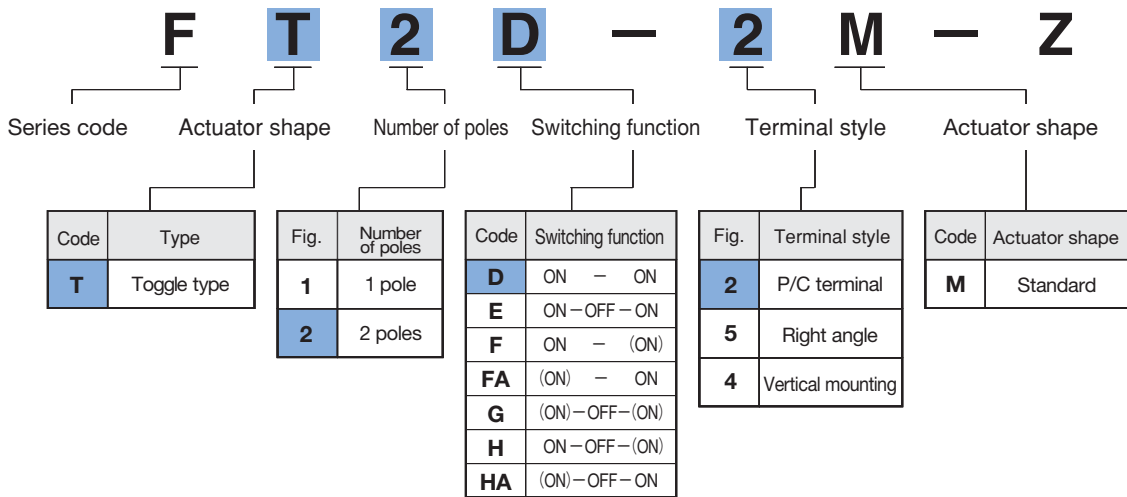 F T 2 D － 2 M － Z
Series code Actuator shape Number of poles Switching function Terminal style Actuator shape
Code Type
T Toggle type
Fig. Number of poles
1 1 pole
2 2 poles
Code Switching function
D ON － ON
E ON－OFF－ON
F ON － (ON)
FA (ON) － ON
G (ON)－OFF－(ON)
H ON－OFF－(ON)
HA (ON)－OFF－ON
Fig. Terminal style
2 P/C terminal
5 Right angle
4 Vertical mounting
Code Actuator shape
M Standard